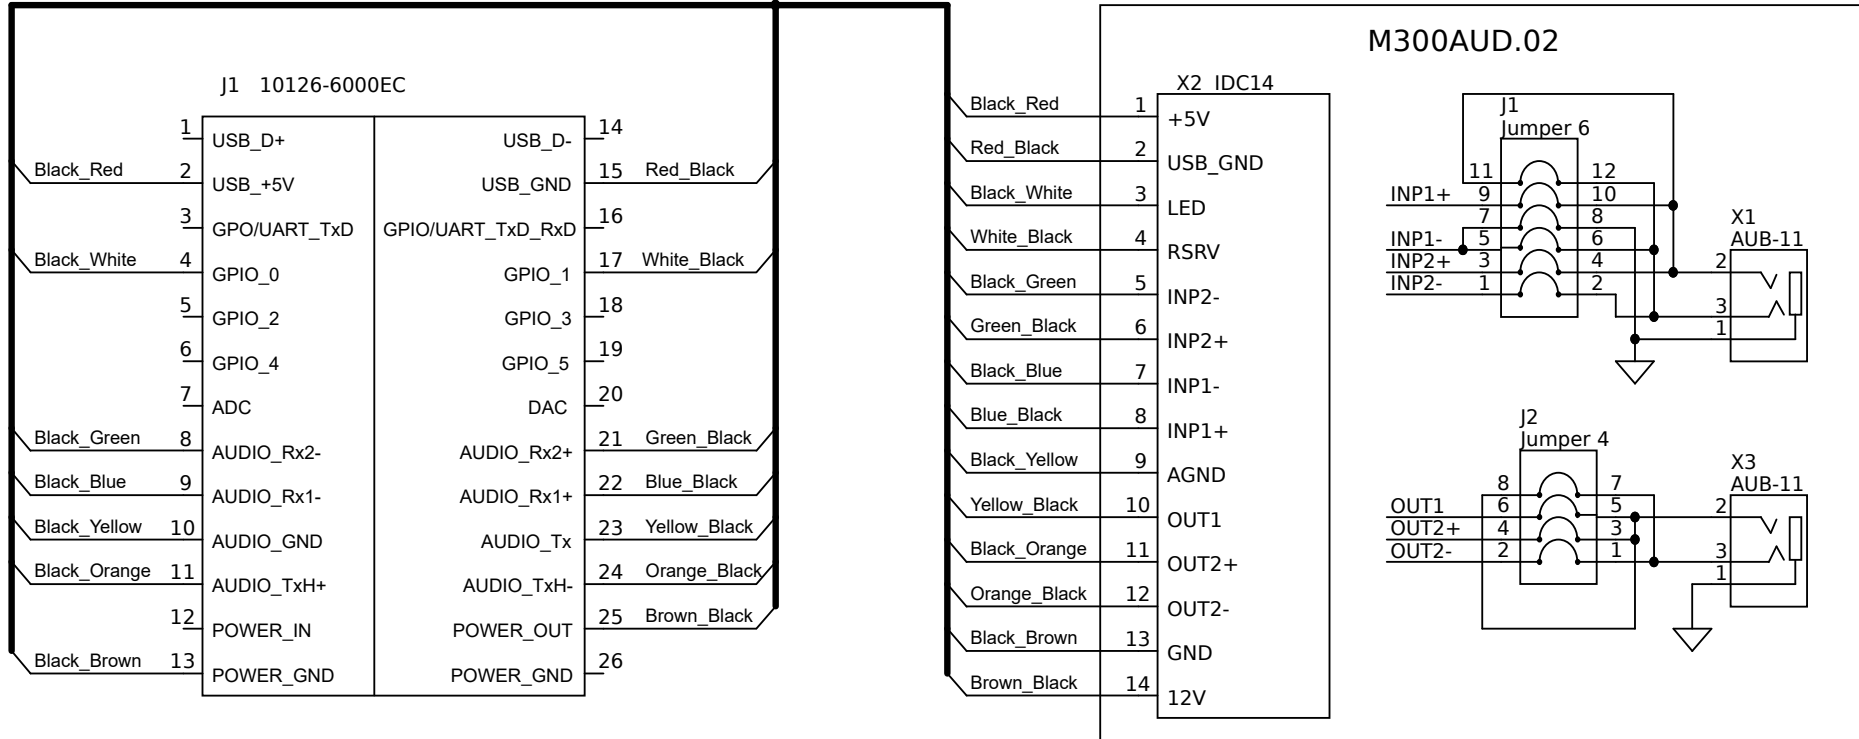 M300AUD.02
J1 10126-6000EC
1 USB_D+ USB_D- 14
Black_Red 2 USB_+5V USB_GND 15 Red_Black
3 GPO/UART_TxD GPIO/UART_TxD_RxD 16
Black_White 4 GPIO_0 GPIO_1 17 White_Black
5 GPIO_2 GPIO_3 18
6 GPIO_4 GPIO_5 19
7 ADC DAC 20
Black_Green 8 AUDIO_Rx2- AUDIO_Rx2+ 21 Green_Black
Black_Blue 9 AUDIO_Rx1- AUDIO_Rx1+ 22 Blue_Black
Black_Yellow 10 AUDIO_GND AUDIO_Tx 23 Yellow_Black
Black_Orange 11 AUDIO_TxH+ AUDIO_TxH- 24 Orange_Black
12 POWER_IN POWER_OUT 25 Brown_Black
Black_Brown 13 POWER_GND POWER_GND 26
X2 IDC14
Black_Red 1 +5V
Red_Black 2 USB_GND
Black_White 3 LED
White_Black 4 RSRV
Black_Green 5 INP2-
Green_Black 6 INP2+
Black_Blue 7 INP1-
Blue_Black 8 INP1+
Black_Yellow 9 AGND
Yellow_Black 10 OUT1
Black_Orange 11 OUT2+
Orange_Black 12 OUT2-
Black_Brown 13 GND
Brown_Black 14 12V
J1
Jumper 6
11 12
INP1+ 9 10
7 8
INP1- 5 6
INP2+ 3 4
INP2- 1 2
X1
AUB-11
2
3
1
J2
Jumper 4
8 7
OUT1 6 5
OUT2+ 4 3
OUT2- 2 1
X3
AUB-11
2
3
1